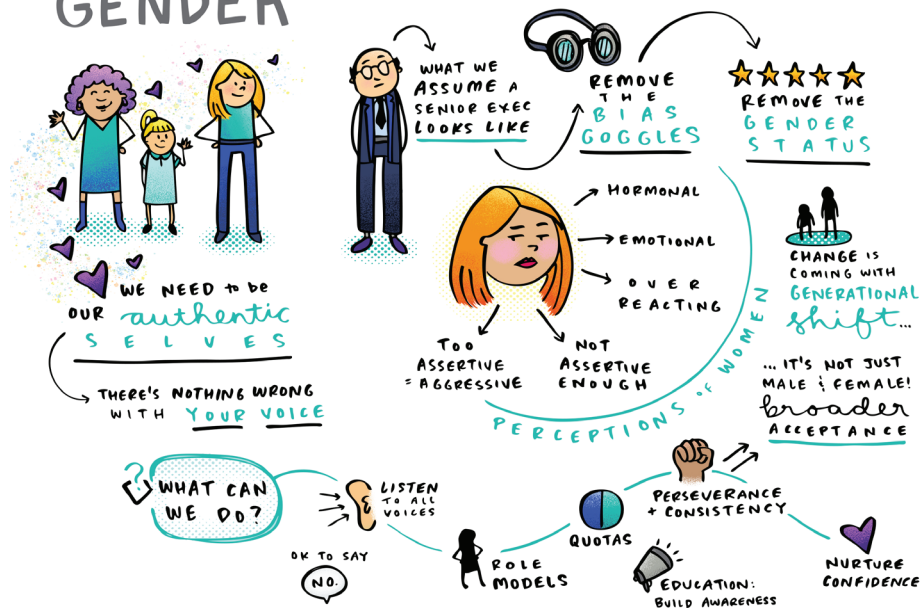 GENDER
WE NEED to be
OUR authentic
SELVES
THERE'S NOTHING WRONG
WITH YOUR VOICE
WHAT WE
ASSUME A
SENIOR EXEC
LOOKS LIKE
REMOVE
THE
BIAS
GOGGLES
REMOVE THE
GENDER
STATUS
HORMONAL
EMOTIONAL
OVER
REACTING
TOO
ASSERTIVE
= AGGRESSIVE
NOT
ASSERTIVE
ENOUGH
PERCEPTIONS of WOMEN
CHANGE IS
COMING WITH
GENERATIONAL
shift...
... IT'S NOT JUST
MALE & FEMALE!
broader
ACCEPTANCE
?
WHAT CAN
WE DO?
LISTEN
TO ALL
VOICES
OK TO SAY
NO.
ROLE
MODELS
QUOTAS
PERSEVERANCE
+ CONSISTENCY
EDUCATION:
BUILD AWARENESS
NURTURE
CONFIDENCE